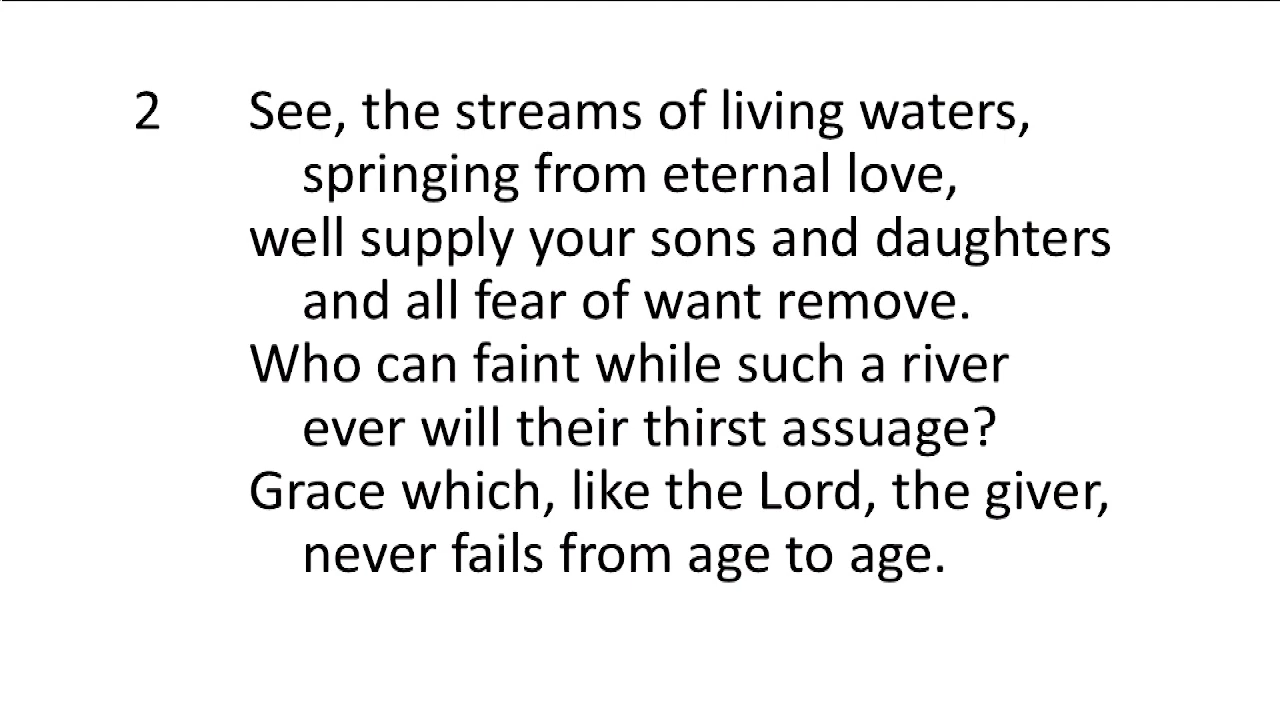 2 See, the streams of living waters,
springing from eternal love,
well supply your sons and daughters
and all fear of want remove.
Who can faint while such a river
ever will their thirst assuage?
Grace which, like the Lord, the giver,
never fails from age to age.